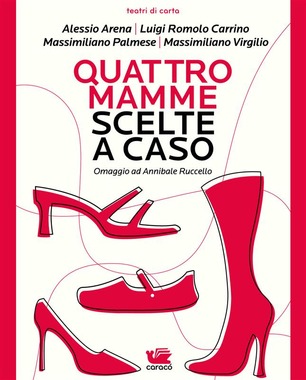 teatri di carta
Alessio Arena | Luigi Romolo Carrino
Massimiliano Palmese | Massimiliano Virgilio
QUATTRO
MAMME
SCELTE
A CASO
Omaggio ad Annibale Ruccello
caracò